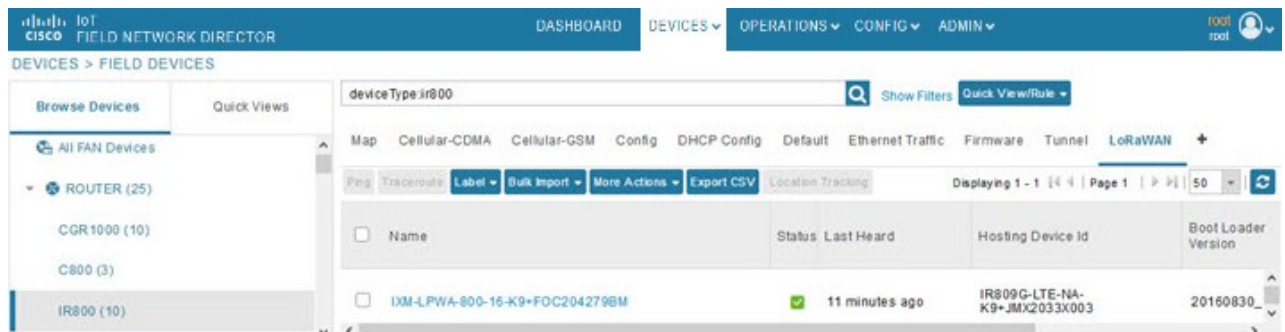 IoT
CISCO FIELD NETWORK DIRECTOR
DASHBOARD DEVICES OPERATIONS CONFIG ADMIN
root
root
DEVICES > FIELD DEVICES
Browse Devices Quick Views
deviceType:ir800
Show Filters Quick View/Rule
All FAN Devices
ROUTER (25)
CGR1000 (10)
C800 (3)
IR800 (10)
Map Cellular-CDMA Cellular-GSM Config DHCP Config Default Ethernet Traffic Firmware Tunnel LoRaWAN +
Ping Traceroute Label Bulk Import More Actions Export CSV Location Tracking Displaying 1 - 1 Page 1 50
Name Status Last Heard Hosting Device Id Boot Loader Version
IXM-LPWA-800-16-K9+FOC204279BM 11 minutes ago IR809G-LTE-NA-K9+JMX2033X003 20160830_